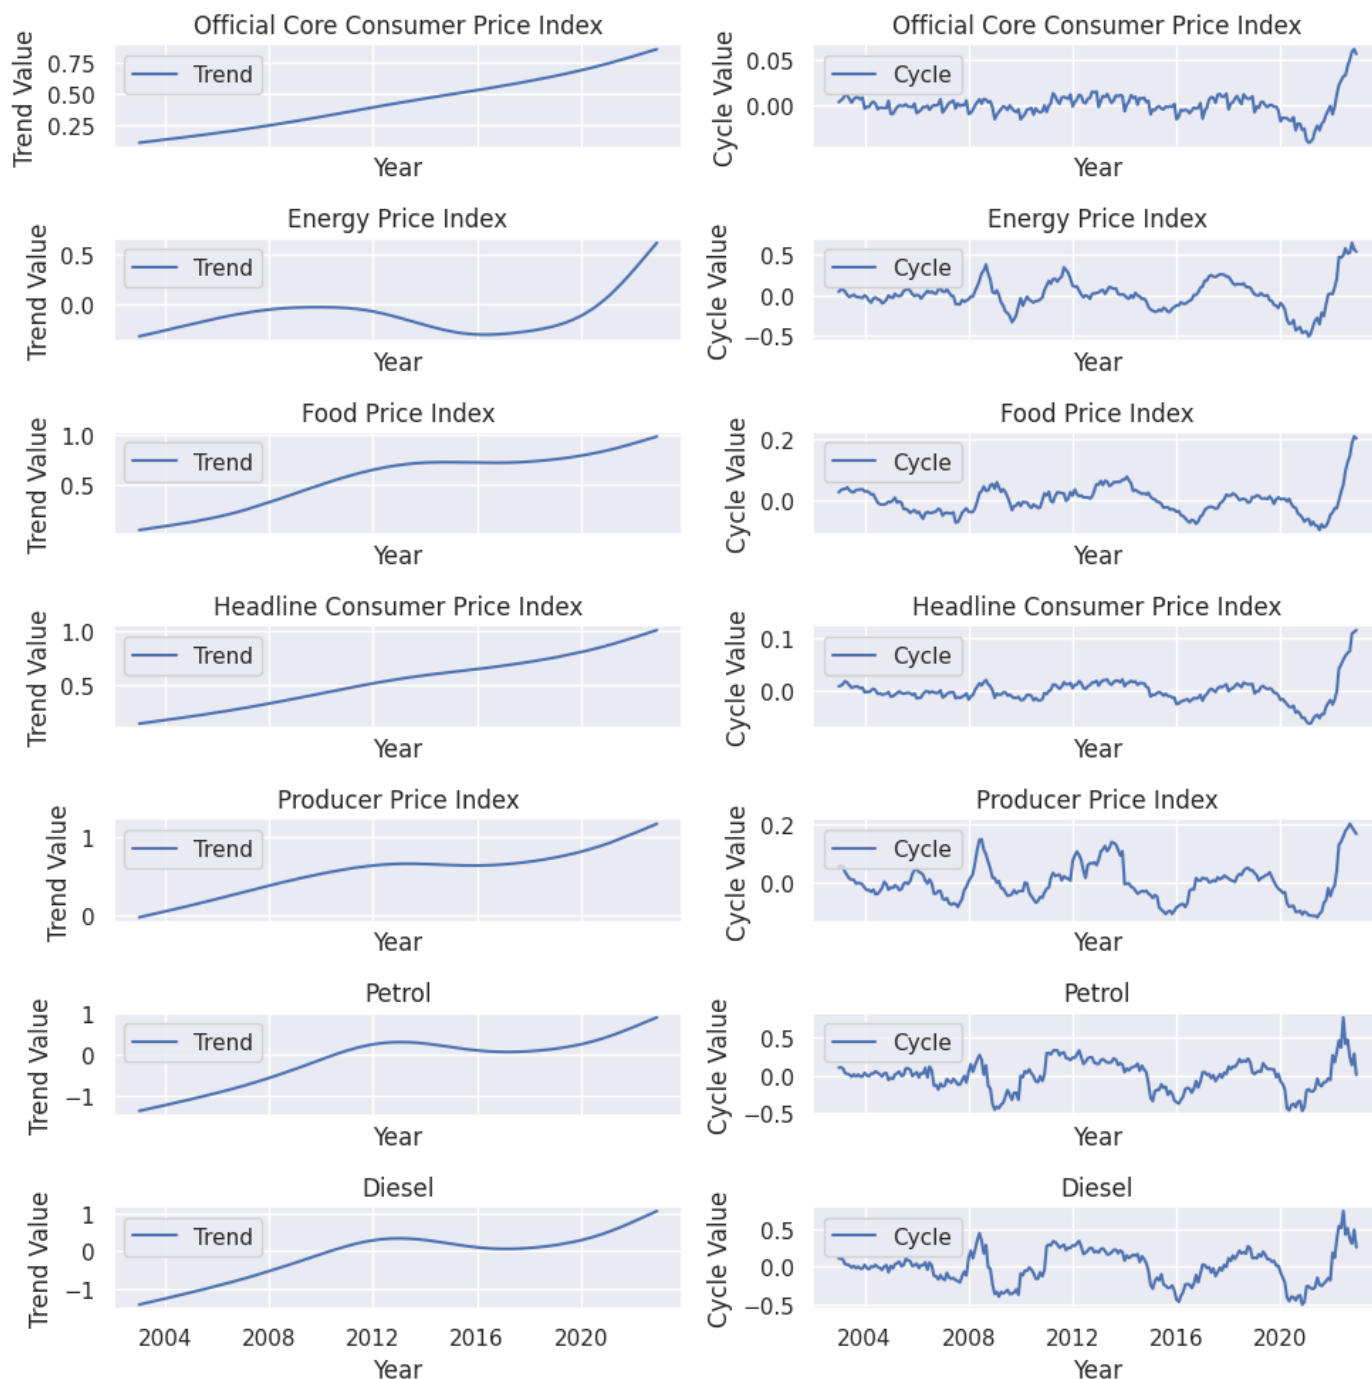 Official Core Consumer Price Index
Trend Value
0.75
0.50
0.25
Trend
Year
Official Core Consumer Price Index
Cycle Value
0.05
0.00
Cycle
Year
Energy Price Index
Trend Value
0.5
0.0
Trend
Year
Energy Price Index
Cycle Value
0.5
0.0
−0.5
Cycle
Year
Food Price Index
Trend Value
1.0
0.5
Trend
Year
Food Price Index
Cycle Value
0.2
0.0
Cycle
Year
Headline Consumer Price Index
Trend Value
1.0
0.5
Trend
Year
Headline Consumer Price Index
Cycle Value
0.1
0.0
Cycle
Year
Producer Price Index
Trend Value
1
0
Trend
Year
Producer Price Index
Cycle Value
0.2
0.0
Cycle
Year
Petrol
Trend Value
1
0
−1
Trend
Year
Petrol
Cycle Value
0.5
0.0
−0.5
Cycle
Year
Diesel
Trend Value
1
0
−1
Trend
2004 2008 2012 2016 2020
Year
Diesel
Cycle Value
0.5
0.0
−0.5
Cycle
2004 2008 2012 2016 2020
Year